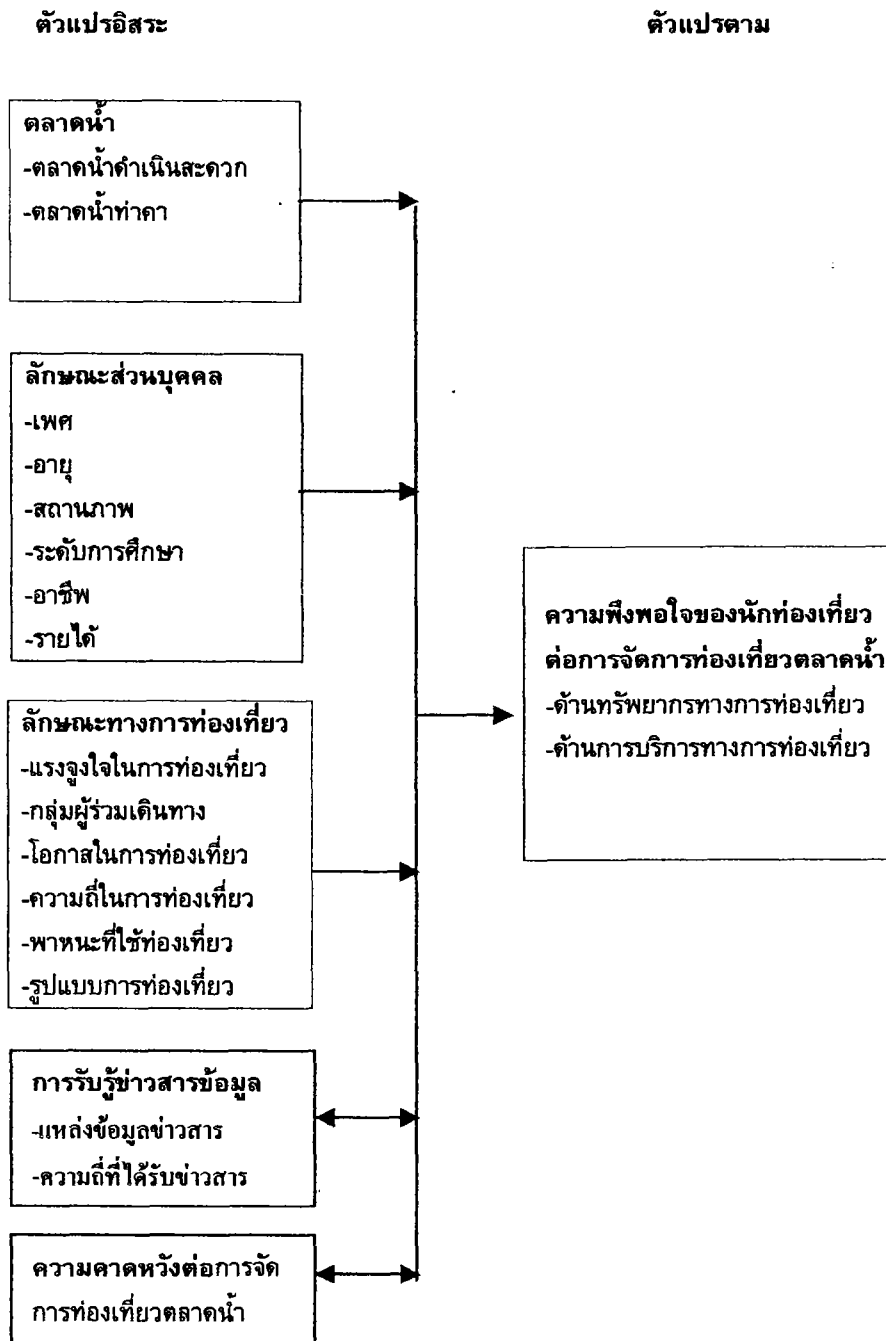 ตัวแปรอิสระ
ตัวแปรตาม
ตลาดน้ำ
-ตลาดน้ำดำเนินสะดวก
-ตลาดน้ำท่าคา
ลักษณะส่วนบุคคล
-เพศ
-อายุ
-สถานภาพ
-ระดับการศึกษา
-อาชีพ
-รายได้
ลักษณะทางการท่องเที่ยว
-แรงจูงใจในการท่องเที่ยว
-กลุ่มผู้ร่วมเดินทาง
-โอกาสในการท่องเที่ยว
-ความถี่ในการท่องเที่ยว
-พาหนะที่ใช้ท่องเที่ยว
-รูปแบบการท่องเที่ยว
การรับรู้ข่าวสารข้อมูล
-แหล่งข้อมูลข่าวสาร
-ความถี่ที่ได้รับข่าวสาร
ความคาดหวังต่อการจัด
การท่องเที่ยวตลาดน้ำ
ความพึงพอใจของนักท่องเที่ยว
ต่อการจัดการท่องเที่ยวตลาดน้ำ
-ด้านทรัพยากรทางการท่องเที่ยว
-ด้านการบริการทางการท่องเที่ยว